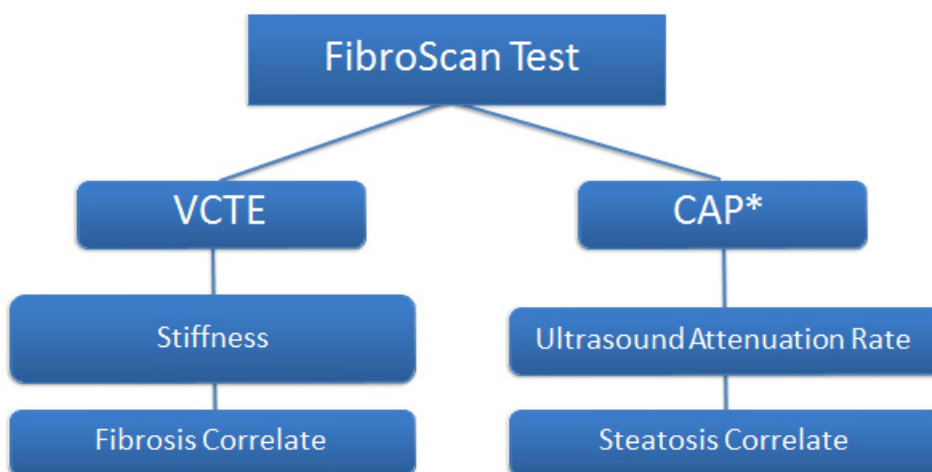 FibroScan Test
VCTE
CAP*
Stiffness
Ultrasound Attenuation Rate
Fibrosis Correlate
Steatosis Correlate